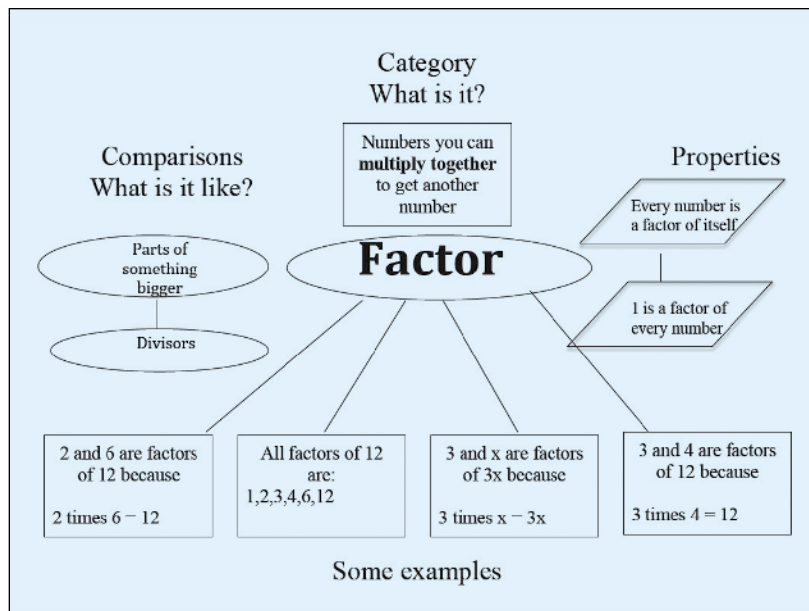 Category
What is it?
Numbers you can
multiply together
to get another
number
Comparisons
What is it like?
Parts of
something
bigger
Divisors
Factor
Properties
Every number is
a factor of itself
1 is a factor of
every number
2 and 6 are factors
of 12 because
2 times 6 − 12
All factors of 12
are:
1,2,3,4,6,12
3 and x are factors
of 3x because
3 times x − 3x
3 and 4 are factors
of 12 because
3 times 4 = 12
Some examples